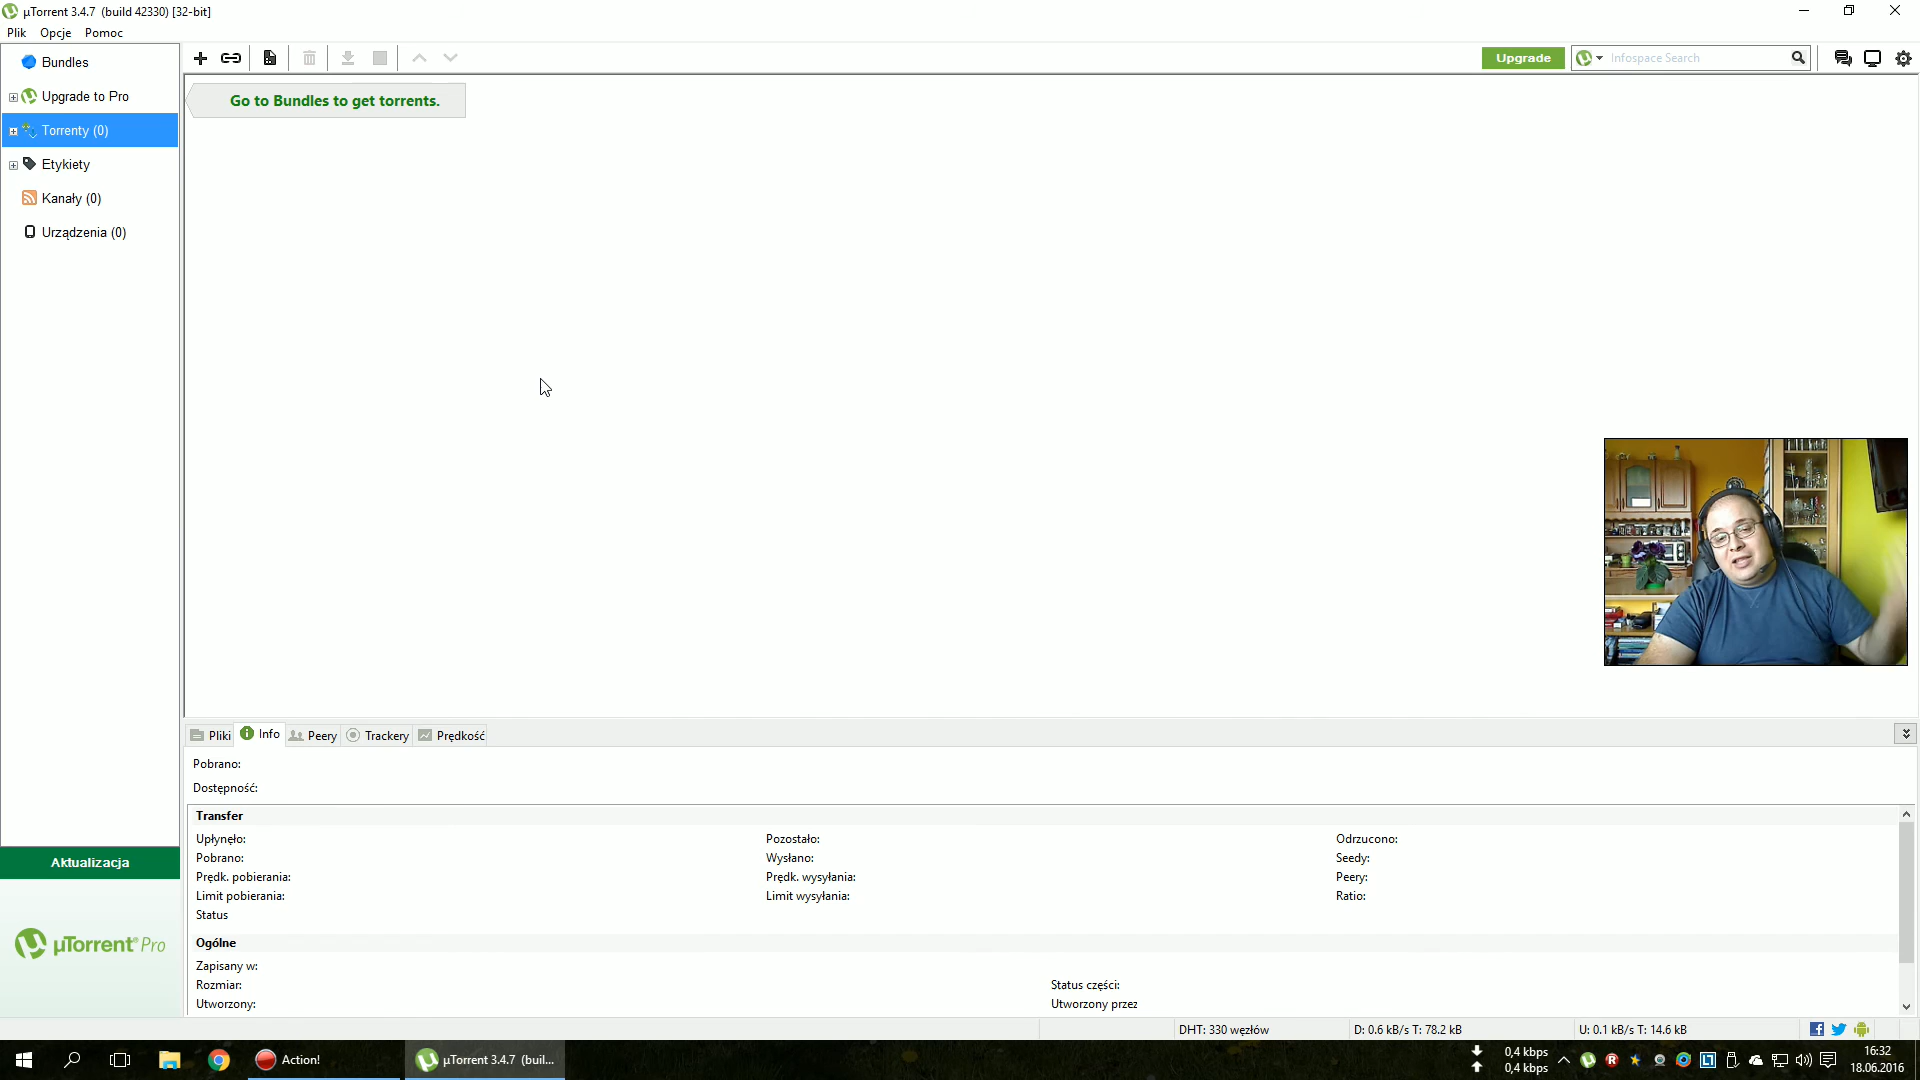 µTorrent 3.4.7 (build 42330) [32-bit]
Plik Opcje Pomoc
Bundles
Upgrade to Pro
Torrenty (0)
Etykiety
Kanały (0)
Urządzenia (0)
Upgrade
Infospace Search
Go to Bundles to get torrents.
Pliki Info Peery Trackery Prędkość
Pobrano:
Dostępność:
Transfer
Upłynęło: Pozostało: Odrzucono:
Pobrano: Wysłano: Seedy:
Prędk. pobierania: Prędk. wysyłania: Peery:
Limit pobierania: Limit wysyłania: Ratio:
Status
Ogólne
Zapisany w:
Rozmiar: Status części:
Utworzony: Utworzony przez
Aktualizacja
µTorrent® Pro
DHT: 330 węzłów D: 0.6 kB/s T: 78.2 kB U: 0.1 kB/s T: 14.6 kB
Action!
µTorrent 3.4.7 (buil...
0,4 kbps
0,4 kbps
16:32
18.06.2016